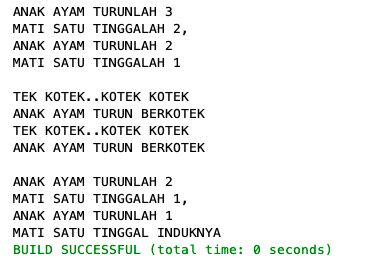 ANAK AYAM TURUNLAH 3
MATI SATU TINGGALAH 2,
ANAK AYAM TURUNLAH 2
MATI SATU TINGGALAH 1

TEK KOTEK..KOTEK KOTEK
ANAK AYAM TURUN BERKOTEK
TEK KOTEK..KOTEK KOTEK
ANAK AYAM TURUN BERKOTEK

ANAK AYAM TURUNLAH 2
MATI SATU TINGGALAH 1,
ANAK AYAM TURUNLAH 1
MATI SATU TINGGAL INDUKNYA
BUILD SUCCESSFUL (total time: 0 seconds)